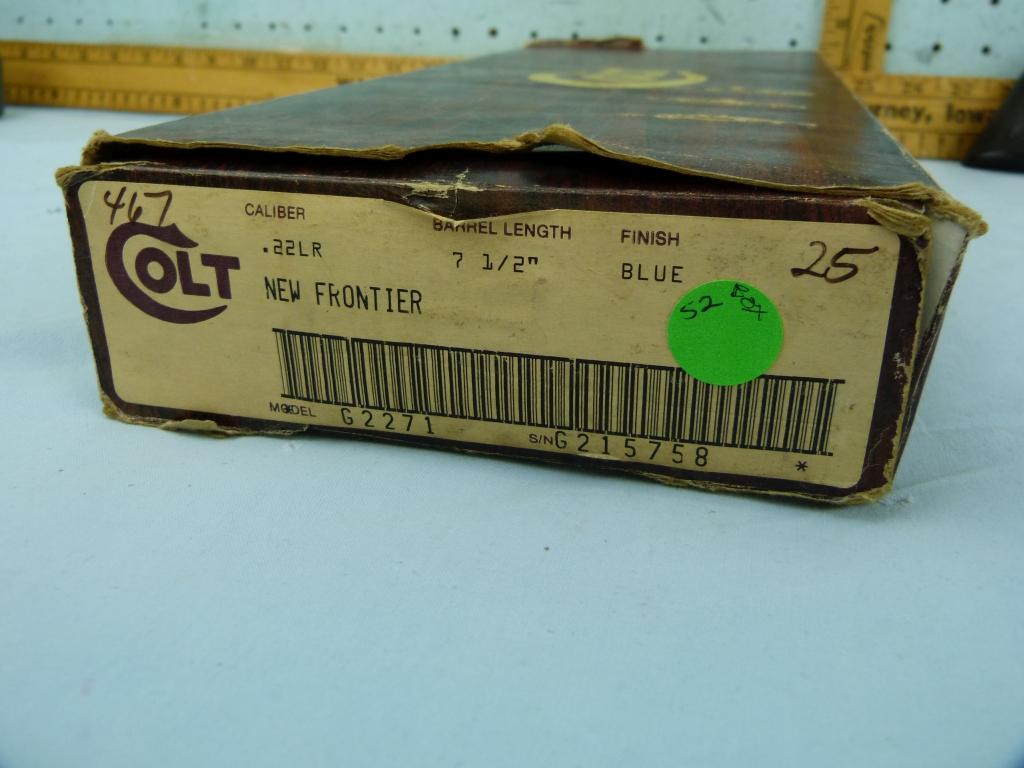 467
COLT
CALIBER
.22LR
BARREL LENGTH
7 1/2"
FINISH
BLUE
25
NEW FRONTIER
52 Box
MODEL G2271
S/N G215758
*